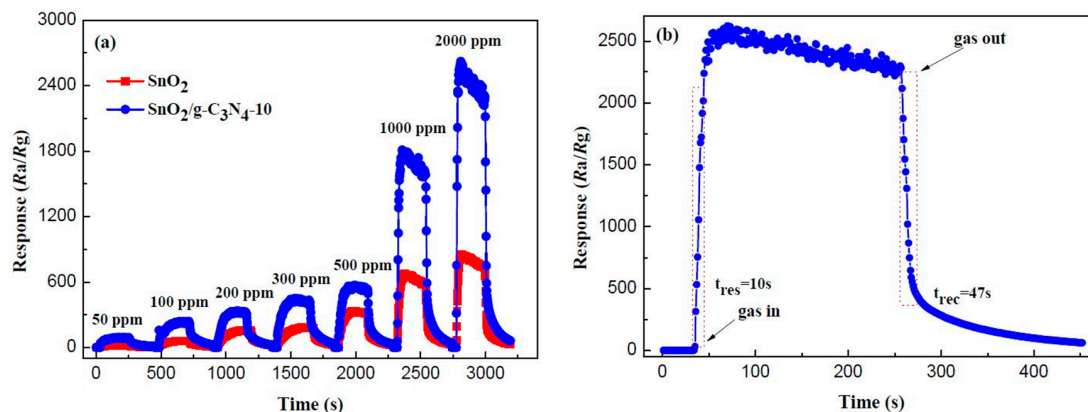 (a)
SnO2
SnO2/g-C3N4-10
50 ppm
100 ppm
200 ppm
300 ppm
500 ppm
1000 ppm
2000 ppm
Response (Ra/Rg)
3000
2400
1800
1200
600
0
0 500 1000 1500 2000 2500 3000
Time (s)
(b)
gas out
tres=10s
gas in
trec=47s
Response (Ra/Rg)
2500
2000
1500
1000
500
0
0 100 200 300 400
Time (s)